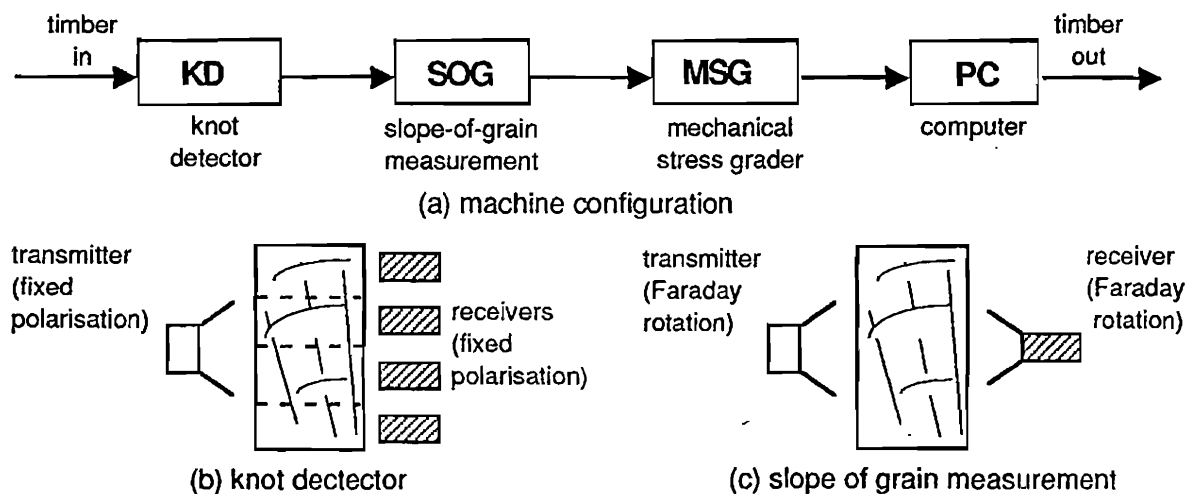 timber
in
KD
SOG
MSG
PC
timber
out
knot
detector
slope-of-grain
measurement
mechanical
stress grader
computer
(a) machine configuration
transmitter
(fixed
polarisation)
receivers
(fixed
polarisation)
(b) knot dectector
transmitter
(Faraday
rotation)
receiver
(Faraday
rotation)
(c) slope of grain measurement